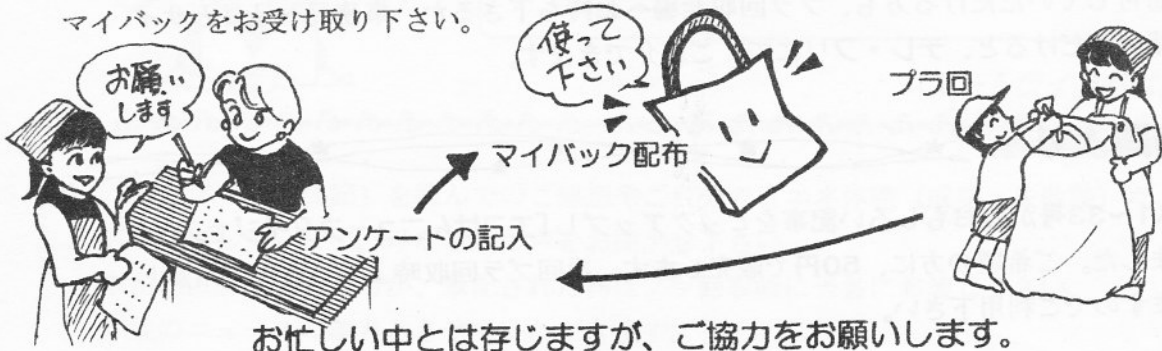 マイバックをお受け取り下さい。
お願い
します
使って
下さい
プラ回
マイバック配布
アンケートの記入
お忙しい中とは存じますが、ご協力をお願いします。